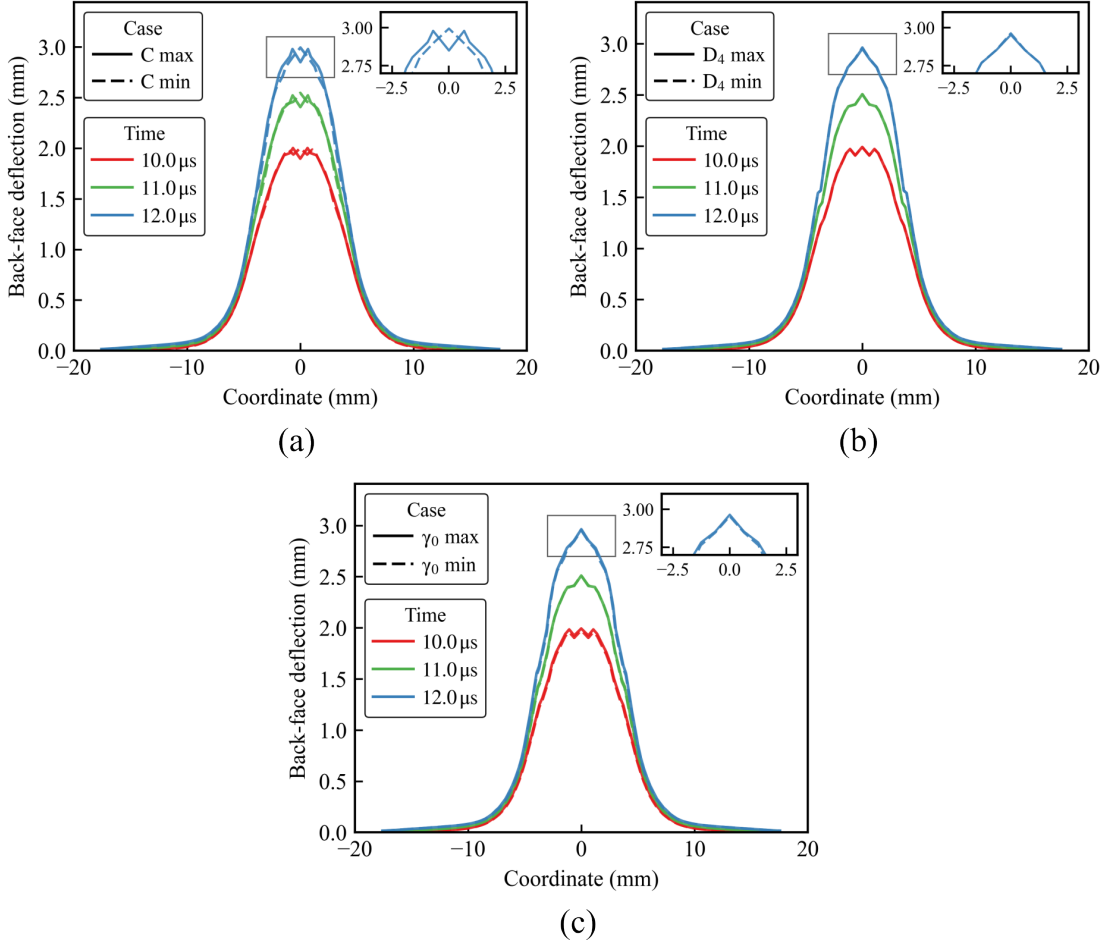 Case
C max
C min
Time
10.0 μs
11.0 μs
12.0 μs
3.00
2.75
−2.5 0.0 2.5
Back-face deflection (mm)
3.0
2.5
2.0
1.5
1.0
0.5
0.0
−20 −10 0 10 20
Coordinate (mm)
(a)
Case
D₄ max
D₄ min
Time
10.0 μs
11.0 μs
12.0 μs
3.00
2.75
−2.5 0.0 2.5
Back-face deflection (mm)
3.0
2.5
2.0
1.5
1.0
0.5
0.0
−20 −10 0 10 20
Coordinate (mm)
(b)
Case
γ₀ max
γ₀ min
Time
10.0 μs
11.0 μs
12.0 μs
3.00
2.75
−2.5 0.0 2.5
Back-face deflection (mm)
3.0
2.5
2.0
1.5
1.0
0.5
0.0
−20 −10 0 10 20
Coordinate (mm)
(c)